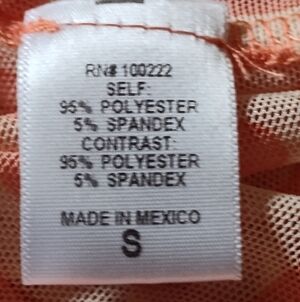 RN# 100222
SELF:
95% POLYESTER
5% SPANDEX
CONTRAST:
95% POLYESTER
5% SPANDEX
MADE IN MEXICO
S